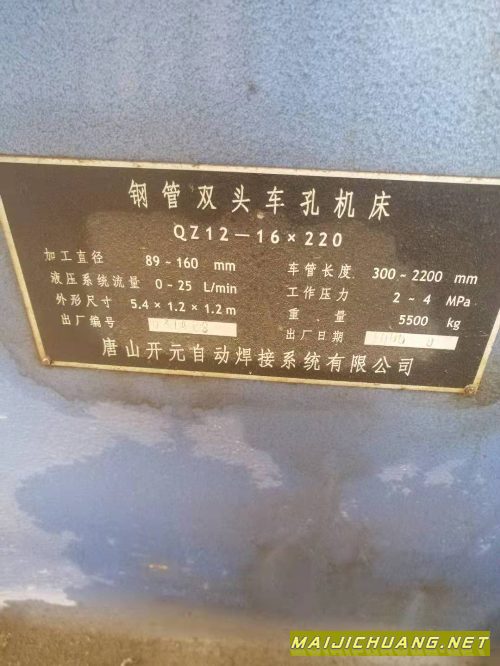 钢管双头车孔机床
QZ12—16×220
加工直径 89~160 mm 车管长度 300~2200 mm
液压系统流量 0~25 L/min 工作压力 2~4 MPa
外形尺寸 5.4×1.2×1.2m 重量 5500 kg
出厂编号 出厂日期
唐山开元自动焊接系统有限公司
MAIJICHUANG.NET